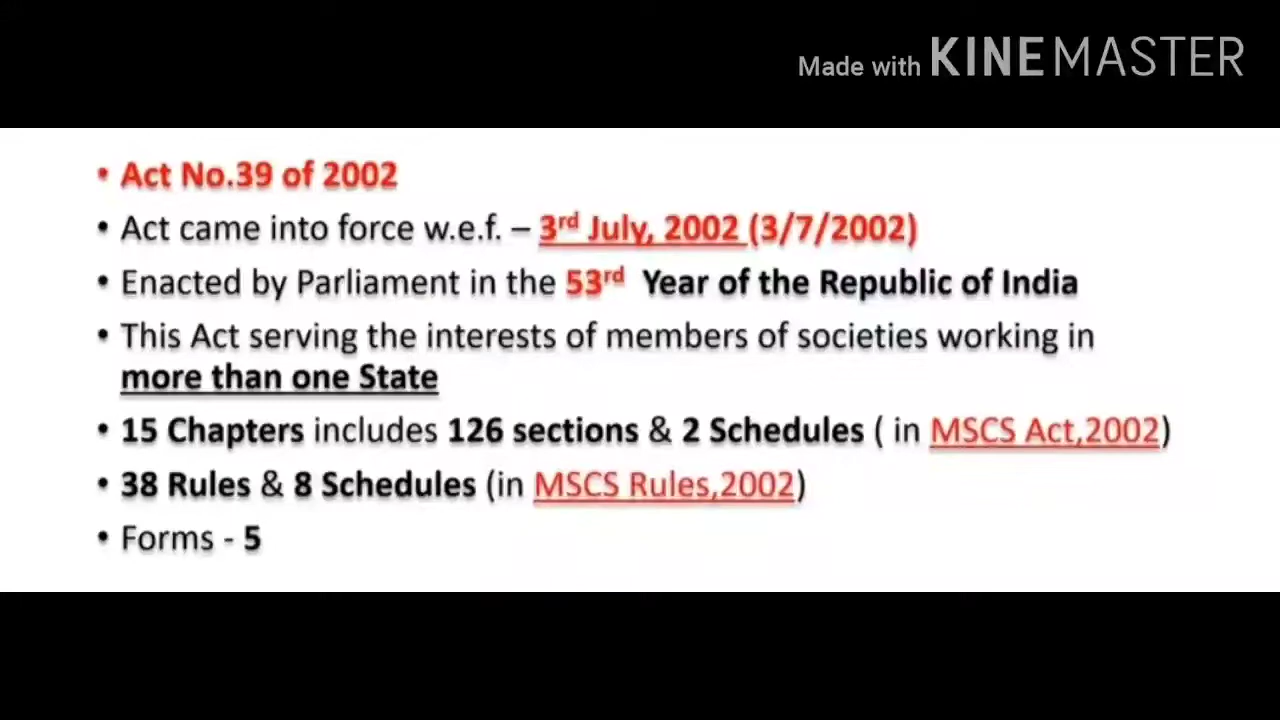 Made with KINEMASTER
• Act No.39 of 2002
• Act came into force w.e.f. – 3rd July, 2002 (3/7/2002)
• Enacted by Parliament in the 53rd Year of the Republic of India
• This Act serving the interests of members of societies working in
more than one State
• 15 Chapters includes 126 sections & 2 Schedules ( in MSCS Act,2002)
• 38 Rules & 8 Schedules (in MSCS Rules,2002)
• Forms - 5